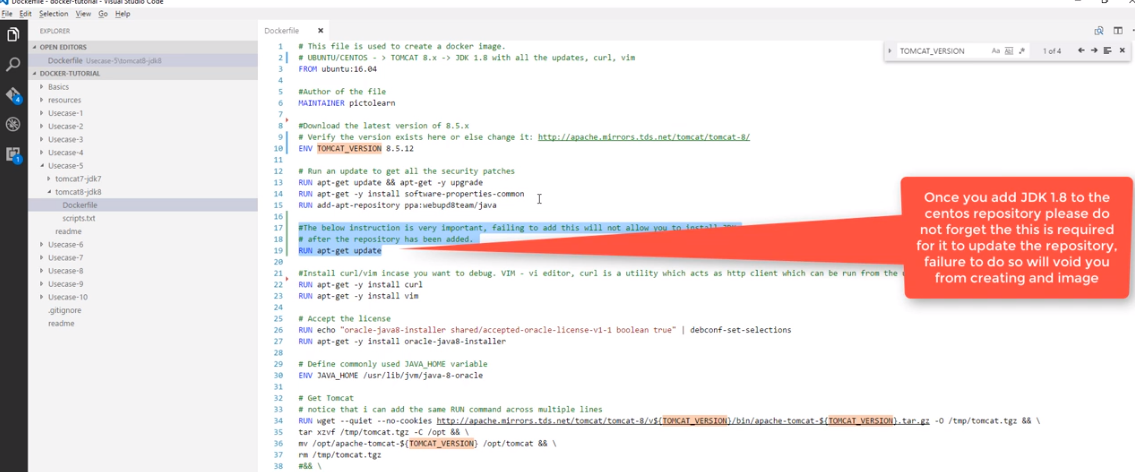 Dockerfile - docker-tutorial - Visual Studio Code
File Edit Selection View Go Help
EXPLORER
OPEN EDITORS
Dockerfile Usecase-5\tomcat8-jdk8
DOCKER-TUTORIAL
Basics
resources
Usecase-1
Usecase-2
Usecase-3
Usecase-4
Usecase-5
tomcat7-jdk7
tomcat8-jdk8
Dockerfile
scripts.txt
readme
Usecase-6
Usecase-7
Usecase-8
Usecase-9
Usecase-10
.gitignore
readme
4
1
Dockerfile
TOMCAT_VERSION Aa 1 of 4
1 # This file is used to create a docker image.
2 # UBUNTU/CENTOS - > TOMCAT 8.x -> JDK 1.8 with all the updates, curl, vim
3 FROM ubuntu:16.04
4
5 #Author of the file
6 MAINTAINER pictolearn
7
8 #Download the latest version of 8.5.x
9 # Verify the version exists here or else change it: http://apache.mirrors.tds.net/tomcat/tomcat-8/
10 ENV TOMCAT_VERSION 8.5.12
11
12 # Run an update to get all the security patches
13 RUN apt-get update && apt-get -y upgrade
14 RUN apt-get -y install software-properties-common
15 RUN add-apt-repository ppa:webupd8team/java
16
17 #The below instruction is very important, failing to add this will not allow you to install
18 # after the repository has been added.
19 RUN apt-get update
20
21 #Install curl/vim incase you want to debug. VIM - vi editor, curl is a utility which acts as http client which can be run from the
22 RUN apt-get -y install curl
23 RUN apt-get -y install vim
24
25 # Accept the license
26 RUN echo "oracle-java8-installer shared/accepted-oracle-license-v1-1 boolean true" | debconf-set-selections
27 RUN apt-get -y install oracle-java8-installer
28
29 # Define commonly used JAVA_HOME variable
30 ENV JAVA_HOME /usr/lib/jvm/java-8-oracle
31
32 # Get Tomcat
33 # notice that i can add the same RUN command across multiple lines
34 RUN wget --quiet --no-cookies http://apache.mirrors.tds.net/tomcat/tomcat-8/v${TOMCAT_VERSION}/bin/apache-tomcat-${TOMCAT_VERSION}.tar.gz -O /tmp/tomcat.tgz && \
35 tar xzvf /tmp/tomcat.tgz -C /opt && \
36 mv /opt/apache-tomcat-${TOMCAT_VERSION} /opt/tomcat && \
37 rm /tmp/tomcat.tgz
38 #&& \
Once you add JDK 1.8 to the
centos repository please do
not forget the this is required
for it to update the repository,
failure to do so will void you
from creating and image